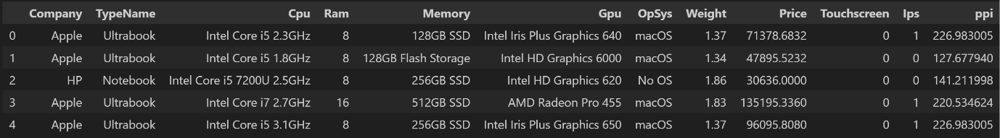 Company TypeName Cpu Ram Memory Gpu OpSys Weight Price Touchscreen Ips ppi
0 Apple Ultrabook Intel Core i5 2.3GHz 8 128GB SSD Intel Iris Plus Graphics 640 macOS 1.37 71378.6832 0 1 226.983005
1 Apple Ultrabook Intel Core i5 1.8GHz 8 128GB Flash Storage Intel HD Graphics 6000 macOS 1.34 47895.5232 0 0 127.677940
2 HP Notebook Intel Core i5 7200U 2.5GHz 8 256GB SSD Intel HD Graphics 620 No OS 1.86 30636.0000 0 0 141.211998
3 Apple Ultrabook Intel Core i7 2.7GHz 16 512GB SSD AMD Radeon Pro 455 macOS 1.83 135195.3360 0 1 220.534624
4 Apple Ultrabook Intel Core i5 3.1GHz 8 256GB SSD Intel Iris Plus Graphics 650 macOS 1.37 96095.8080 0 1 226.983005